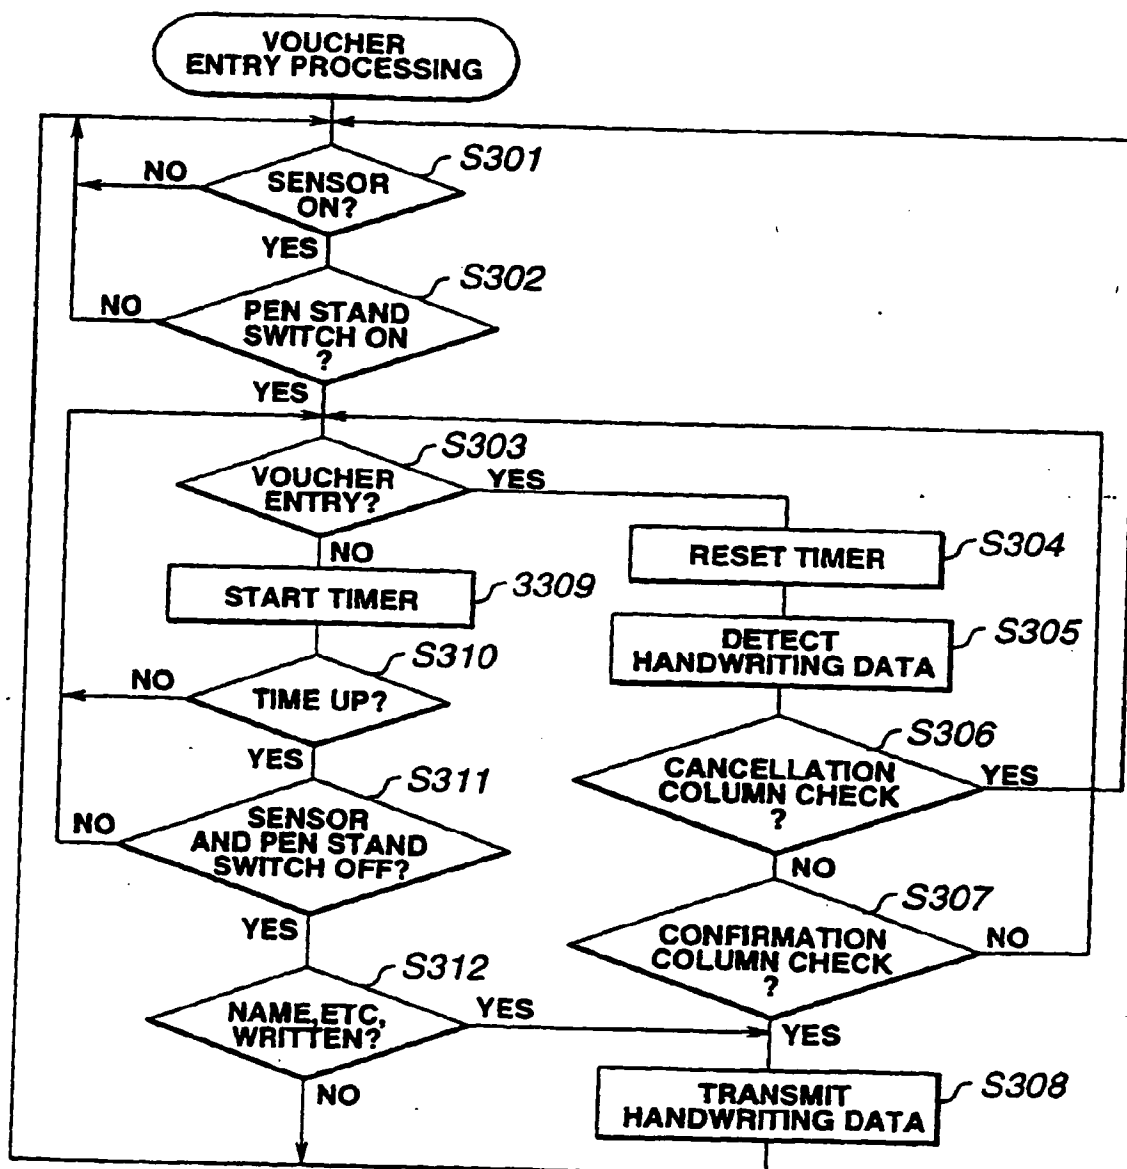 VOUCHER
ENTRY PROCESSING
S301
NO
SENSOR
ON?
YES
S302
NO
PEN STAND
SWITCH ON
?
YES
S303
VOUCHER
ENTRY?
YES
NO
RESET TIMER
S304
START TIMER
3309
DETECT
HANDWRITING DATA
S305
S310
NO
TIME UP?
YES
S306
CANCELLATION
COLUMN CHECK
?
YES
NO
S311
NO
SENSOR
AND PEN STAND
SWITCH OFF?
YES
S307
CONFIRMATION
COLUMN CHECK
?
NO
YES
S312
NAME,ETC,
WRITTEN?
YES
NO
TRANSMIT
HANDWRITING DATA
S308